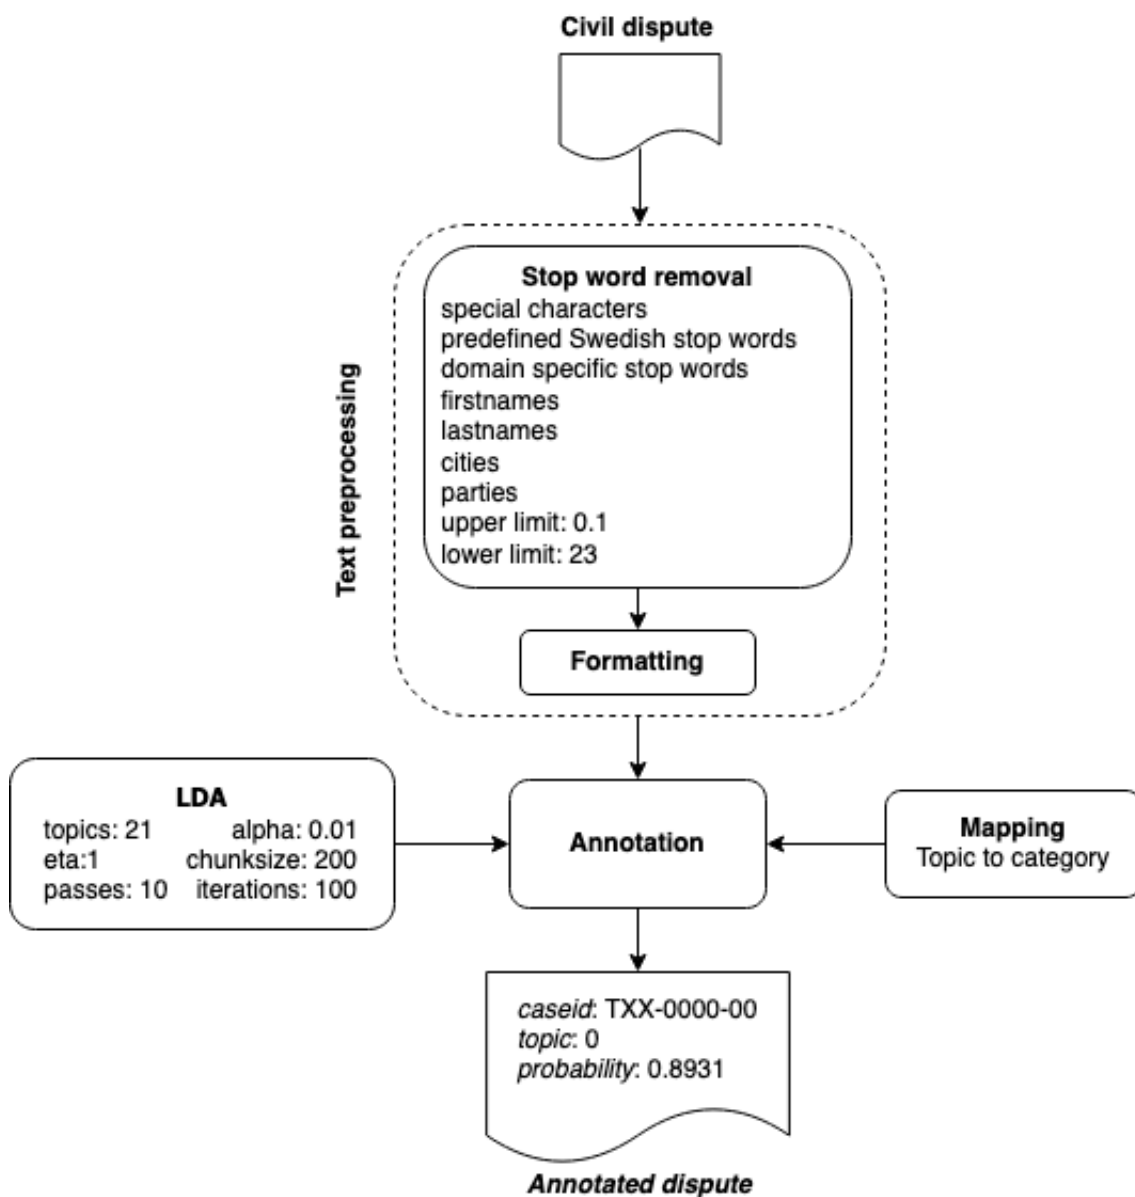 Civil dispute
Text preprocessing
Stop word removal
special characters
predefined Swedish stop words
domain specific stop words
firstnames
lastnames
cities
parties
upper limit: 0.1
lower limit: 23
Formatting
LDA
topics: 21 alpha: 0.01
eta:1 chunksize: 200
passes: 10 iterations: 100
Annotation
Mapping
Topic to category
caseid: TXX-0000-00
topic: 0
probability: 0.8931
Annotated dispute